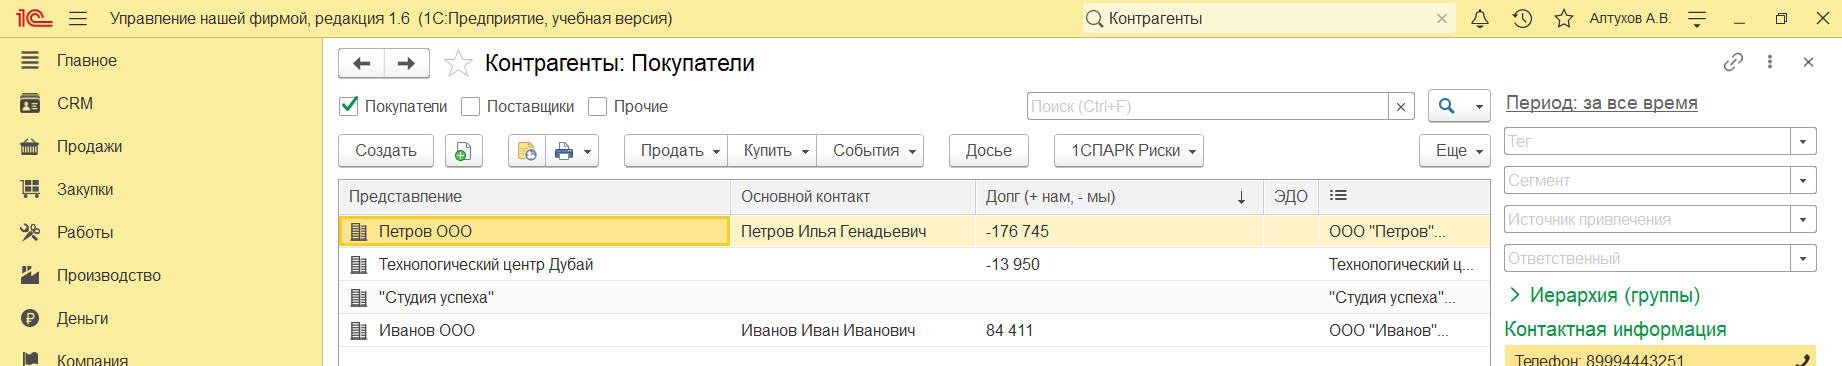 1С Управление нашей фирмой, редакция 1.6 (1С:Предприятие, учебная версия) Контрагенты Алтухов А.В.
Главное
CRM
Продажи
Закупки
Работы
Производство
Деньги
Компания
Контрагенты: Покупатели
Покупатели Поставщики Прочие Поиск (Ctrl+F)
Создать Продать Купить События Досье 1СПАРК Риски Еще
Представление Основной контакт Долг (+ нам, - мы) ЭДО
Петров ООО Петров Илья Генадьевич -176 745 ООО "Петров"...
Технологический центр Дубай -13 950 Технологический ц...
"Студия успеха" "Студия успеха"...
Иванов ООО Иванов Иван Иванович 84 411 ООО "Иванов"...
Период: за все время
Тег
Сегмент
Источник привлечения
Ответственный
Иерархия (группы)
Контактная информация
Телефон: 89994443251